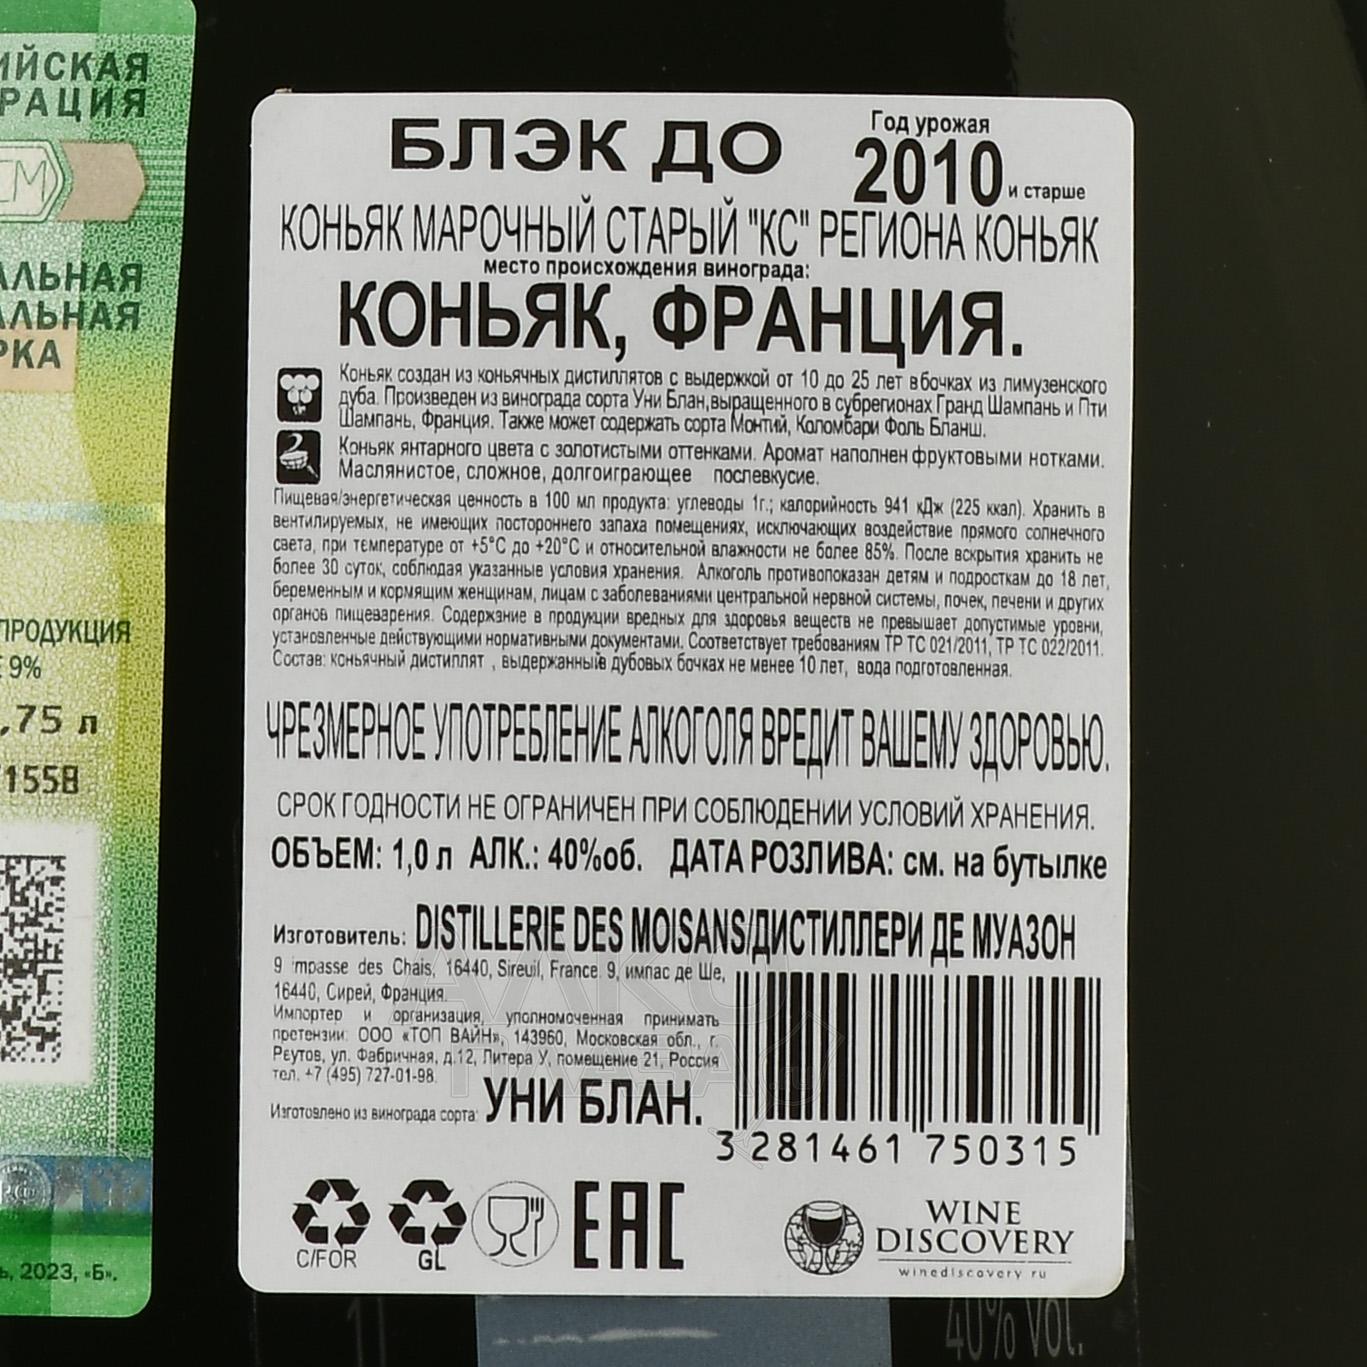 БЛЭК ДО
Год урожая
2010 и старше
КОНЬЯК МАРОЧНЫЙ СТАРЫЙ "КС" РЕГИОНА КОНЬЯК
место происхождения винограда:
КОНЬЯК, ФРАНЦИЯ.
Коньяк создан из коньячных дистиллятов с выдержкой от 10 до 25 лет в бочках из лимузенского
дуба. Произведен из винограда сорта Уни Блан, выращенного в субрегионах Гранд Шампань и Пти
Шампань, Франция. Также может содержать сорта Монтий, Коломбари Фоль Бланш.
Коньяк янтарного цвета с золотистыми оттенками. Аромат наполнен фруктовыми нотками.
Маслянистое, сложное, долгоиграющее послевкусие.
Пищевая/энергетическая ценность в 100 мл продукта: углеводы 1г.; калорийность 941 кДж (225 ккал). Хранить в
вентилируемых, не имеющих постороннего запаха помещениях, исключающих воздействие прямого солнечного
света, при температуре от +5°С до +20°С и относительной влажности не более 85%. После вскрытия хранить не
более 30 суток, соблюдая указанные условия хранения. Алкоголь противопоказан детям и подросткам до 18 лет,
беременным и кормящим женщинам, лицам с заболеваниями центральной нервной системы, почек, печени и других
органов пищеварения. Содержание в продукции вредных для здоровья веществ не превышает допустимые уровни,
установленные действующими нормативными документами. Соответствует требованиям ТР ТС 021/2011, ТР ТС 022/2011.
Состав: коньячный дистиллят , выдержанныйв дубовых бочках не менее 10 лет, вода подготовленная.
ЧРЕЗМЕРНОЕ УПОТРЕБЛЕНИЕ АЛКОГОЛЯ ВРЕДИТ ВАШЕМУ ЗДОРОВЬЮ.
СРОК ГОДНОСТИ НЕ ОГРАНИЧЕН ПРИ СОБЛЮДЕНИИ УСЛОВИЙ ХРАНЕНИЯ.
ОБЪЕМ: 1,0 л АЛК.: 40%об. ДАТА РОЗЛИВА: см. на бутылке
Изготовитель: DISTILLERIE DES MOISANS/ДИСТИЛЛЕРИ ДЕ МУАЗОН
9 impasse des Chais, 16440, Sireuil, France 9, импас де Ше,
16440, Сирей, Франция.
Импортер и организация, уполномоченная принимать
претензии: ООО «ТОП ВАЙН», 143960, Московская обл., г.
Реутов, ул. Фабричная, д.12, Литера У, помещение 21, Россия
тел. +7 (495) 727-01-98.
Изготовлено из винограда сорта: УНИ БЛАН.
3 281461 750315
C/FOR
GL
EAC
WINE
DISCOVERY
winediscovery ru
ИЙСКАЯ
РАЦИЯ
СМ
АЛЬНАЯ
АЛЬНАЯ
РКА
ПРОДУКЦИЯ
Е 9%
,75 л
155В
ь, 2023, «Б».
40% vol.